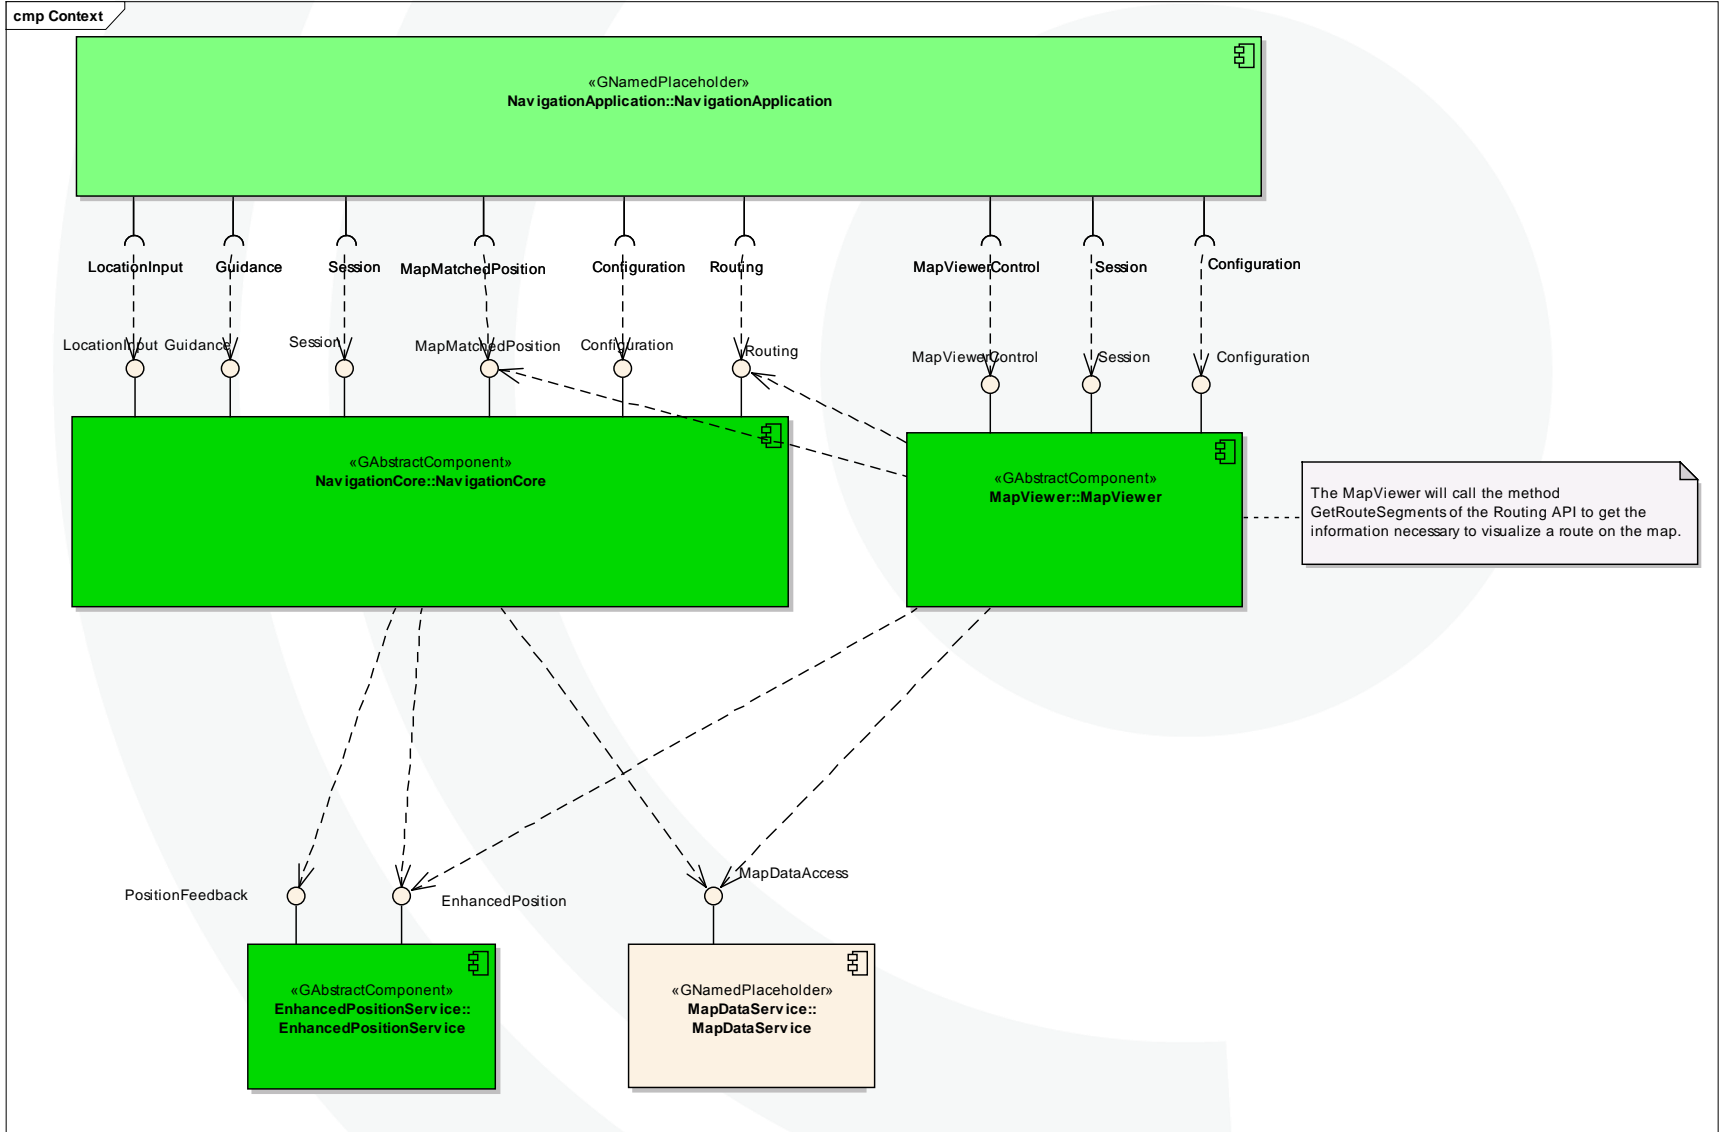 cmp Context
«GNamedPlaceholder»
NavigationApplication::NavigationApplication
LocationInput
Guidance
Session
MapMatchedPosition
Configuration
Routing
MapViewerControl
Session
Configuration
LocationInput
Guidance
Session
MapMatchedPosition
Configuration
Routing
MapViewerControl
Session
Configuration
«GAbstractComponent»
NavigationCore::NavigationCore
«GAbstractComponent»
MapViewer::MapViewer
The MapViewer will call the method
GetRouteSegments of the Routing API to get the
information necessary to visualize a route on the map.
PositionFeedback
EnhancedPosition
MapDataAccess
«GAbstractComponent»
EnhancedPositionService::
EnhancedPositionService
«GNamedPlaceholder»
MapDataService::
MapDataService